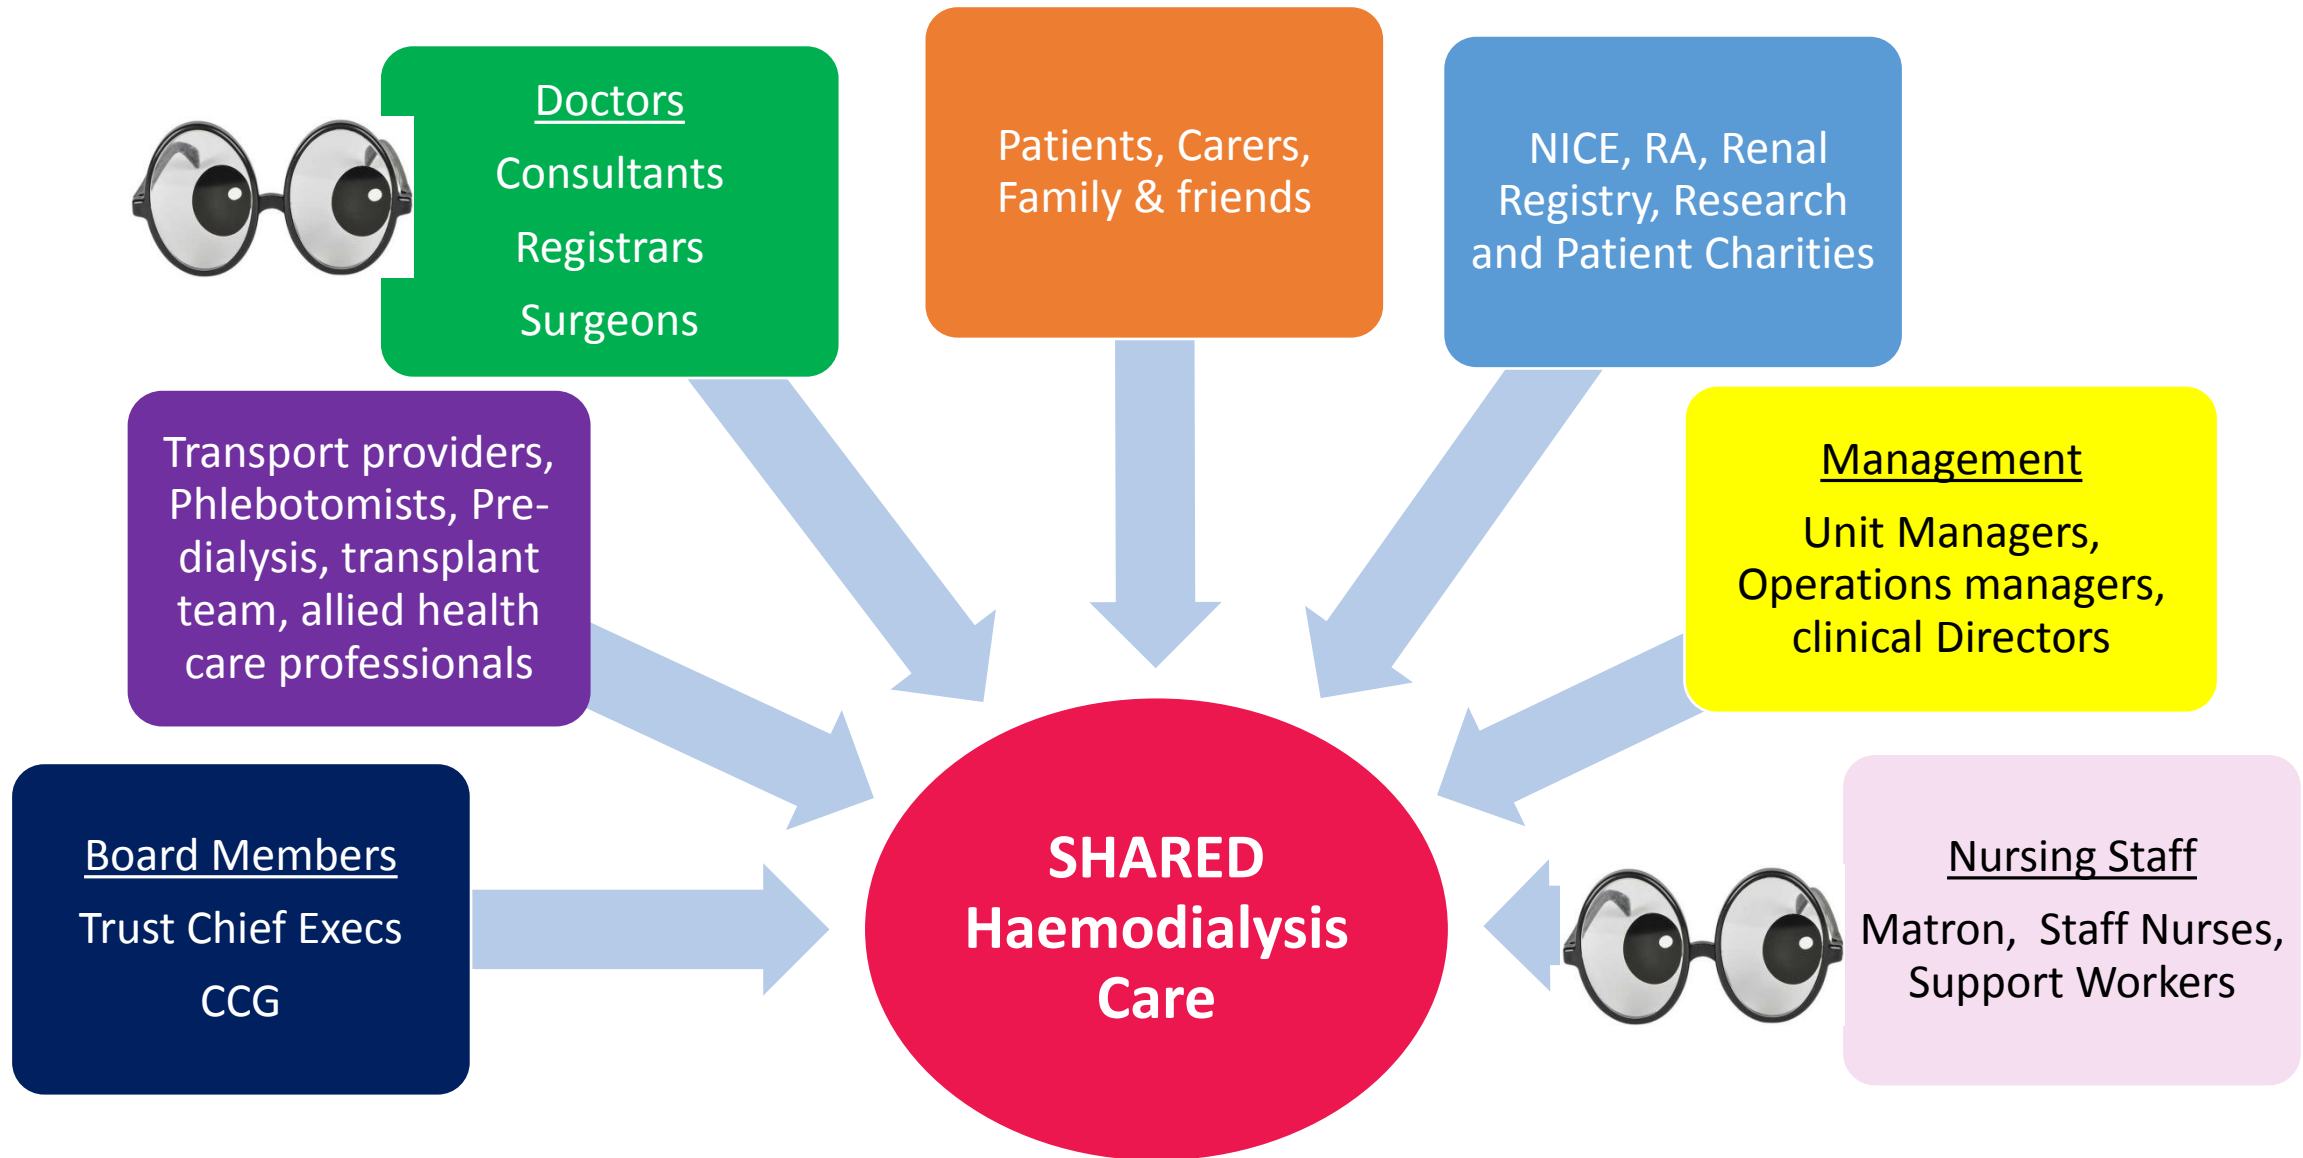 Doctors
Consultants
Registrars
Surgeons
Patients, Carers,
Family & friends
NICE, RA, Renal
Registry, Research
and Patient Charities
Transport providers,
Phlebotomists, Pre-
dialysis, transplant
team, allied health
care professionals
Management
Unit Managers,
Operations managers,
clinical Directors
Board Members
Trust Chief Execs
CCG
SHARED
Haemodialysis
Care
Nursing Staff
Matron, Staff Nurses,
Support Workers